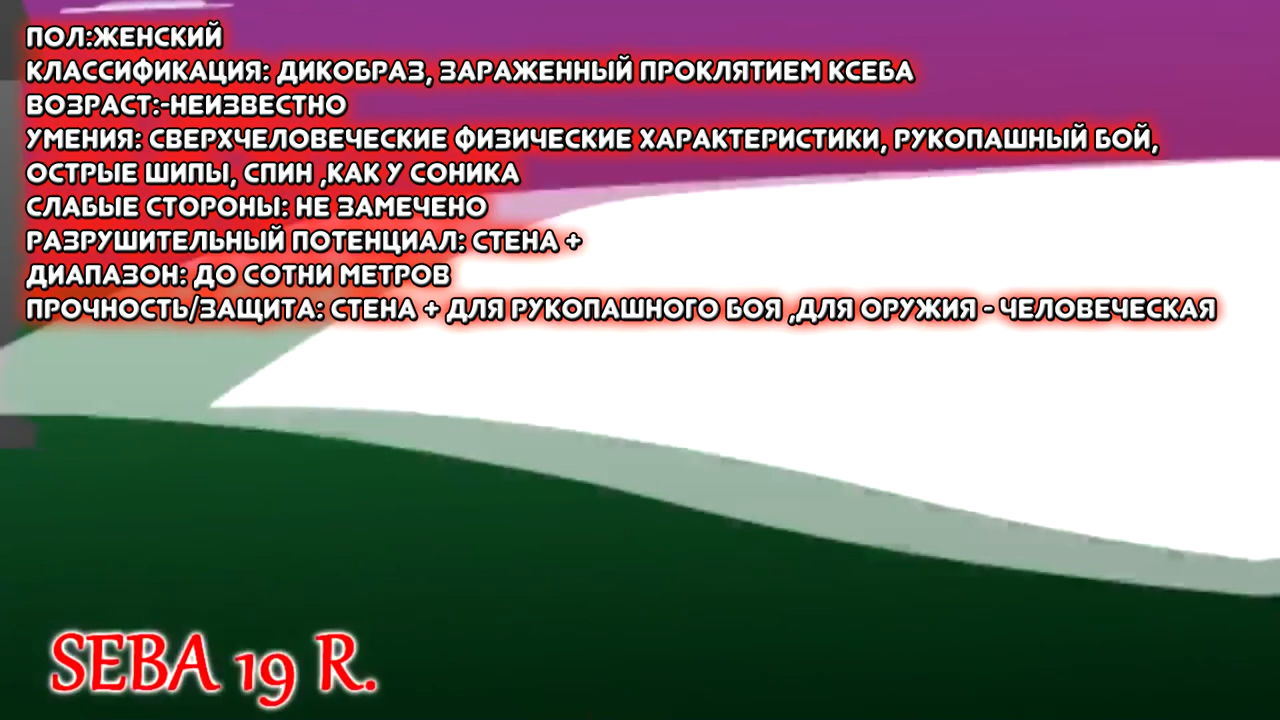 ПОЛ:ЖЕНСКИЙ
КЛАССИФИКАЦИЯ: ДИКОБРАЗ, ЗАРАЖЕННЫЙ ПРОКЛЯТИЕМ КСЕБА
ВОЗРАСТ:-НЕИЗВЕСТНО
УМЕНИЯ: СВЕРХЧЕЛОВЕЧЕСКИЕ ФИЗИЧЕСКИЕ ХАРАКТЕРИСТИКИ, РУКОПАШНЫЙ БОЙ,
ОСТРЫЕ ШИПЫ, СПИН ,КАК У СОНИКА
СЛАБЫЕ СТОРОНЫ: НЕ ЗАМЕЧЕНО
РАЗРУШИТЕЛЬНЫЙ ПОТЕНЦИАЛ: СТЕНА +
ДИАПАЗОН: ДО СОТНИ МЕТРОВ
ПРОЧНОСТЬ/ЗАЩИТА: СТЕНА + ДЛЯ РУКОПАШНОГО БОЯ ,ДЛЯ ОРУЖИЯ - ЧЕЛОВЕЧЕСКАЯ
SEBA 19 R.